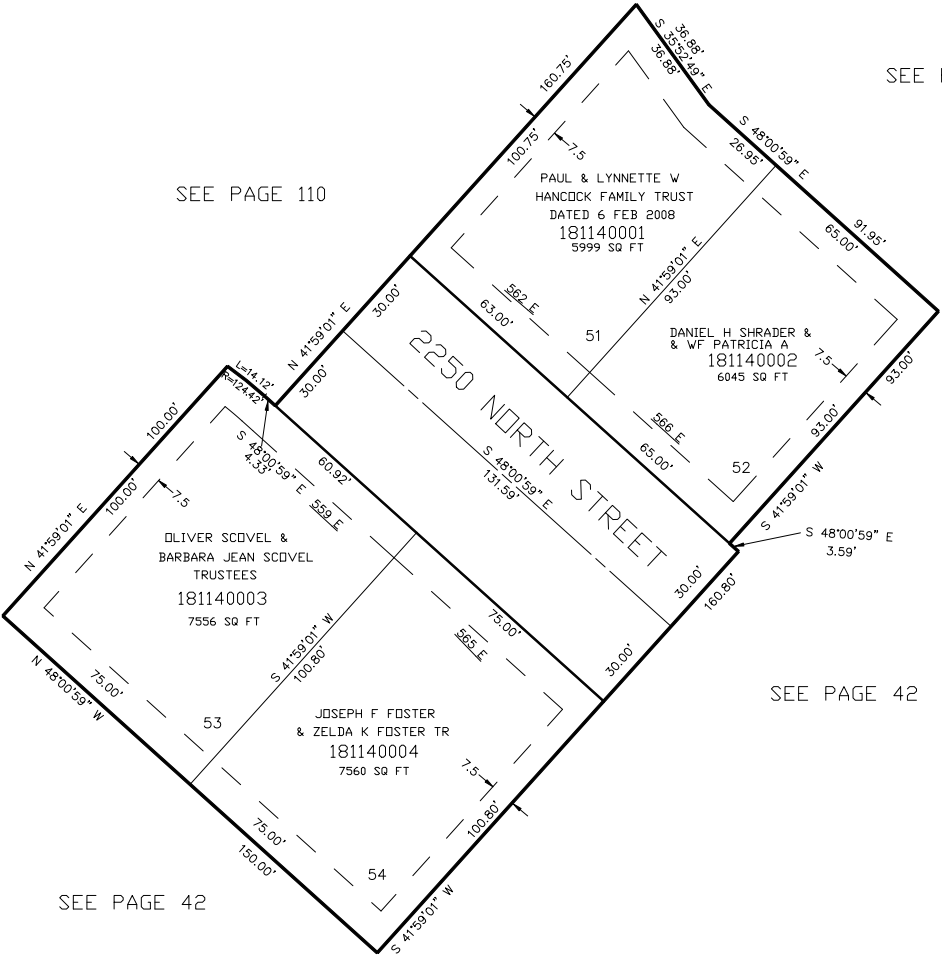 36.88'
S 35°52'49" E
36.88'
SEE
160.75'
100.75'
7.5
S 48°00'59" E
26.95'
SEE PAGE 110
PAUL & LYNNETTE W
HANCOCK FAMILY TRUST
DATED 6 FEB 2008
181140001
5999 SQ FT
91.95'
65.00'
N 41°59'01" E
93.00'
562 E
63.00'
51
DANIEL H SHRADER &
& WF PATRICIA A
181140002
6045 SQ FT
7.5
93.00'
93.00'
566 E
65.00'
52
S 41°59'01" W
30.00'
N 41°59'01" E
30.00'
2250 NORTH STREET
S 48°00'59" E
131.59'
S 48°00'59" E
3.59'
30.00'
160.80'
30.00'
L=14.12'
R=124.42'
100.00'
S 48°00'59" E
4.33'
60.92'
559 E
N 41°59'01" E
100.00'
7.5
OLIVER SCOVEL &
BARBARA JEAN SCOVEL
TRUSTEES
181140003
7556 SQ FT
S 41°59'01" W
100.80'
75.00'
565 E
SEE PAGE 42
N 48°00'59" W
75.00'
53
JOSEPH F FOSTER
& ZELDA K FOSTER TR
181140004
7560 SQ FT
7.5
100.80'
75.00'
150.00'
54
SEE PAGE 42
S 41°59'01" W